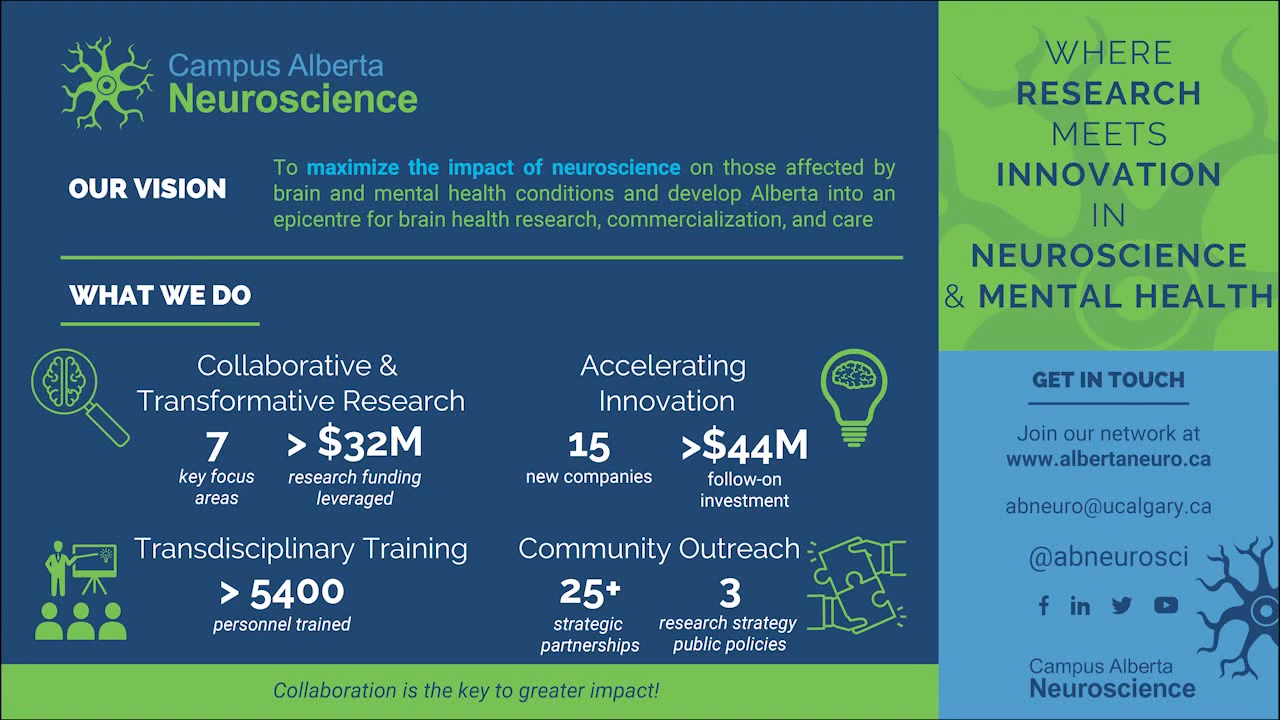 Campus Alberta
Neuroscience
OUR VISION
To maximize the impact of neuroscience on those affected by
brain and mental health conditions and develop Alberta into an
epicentre for brain health research, commercialization, and care
WHAT WE DO
Collaborative &
Transformative Research
7
key focus
areas
> $32M
research funding
leveraged
Accelerating
Innovation
15
new companies
>$44M
follow-on
investment
Transdisciplinary Training
> 5400
personnel trained
Community Outreach
25+
strategic
partnerships
3
research strategy
public policies
Collaboration is the key to greater impact!
WHERE
RESEARCH
MEETS
INNOVATION
IN
NEUROSCIENCE
& MENTAL HEALTH
GET IN TOUCH
Join our network at
www.albertaneuro.ca
abneuro@ucalgary.ca
@abneurosci
Campus Alberta
Neuroscience